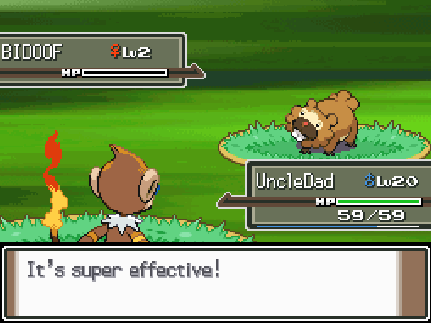 BIDOOF ♀Lv2
HP
UncleDad ♂Lv20
HP
59/59
It's super effective!